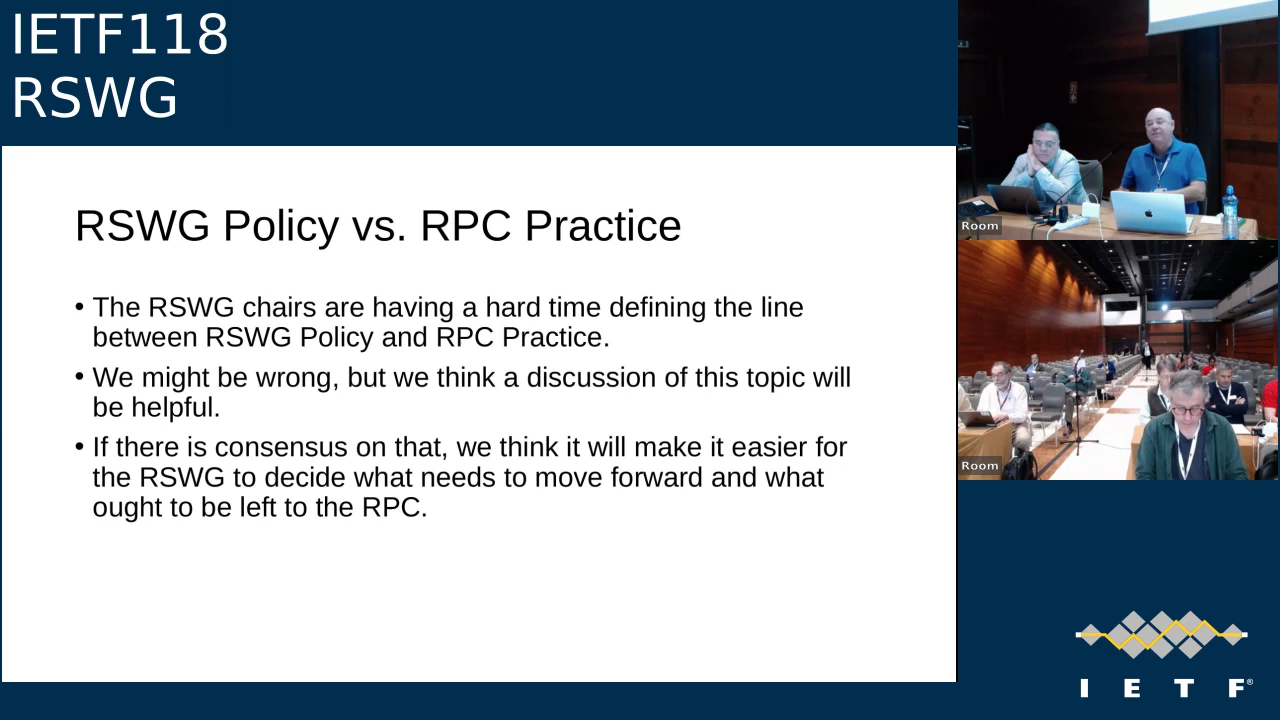 IETF118
RSWG
RSWG Policy vs. RPC Practice
• The RSWG chairs are having a hard time defining the line
between RSWG Policy and RPC Practice.
• We might be wrong, but we think a discussion of this topic will
be helpful.
• If there is consensus on that, we think it will make it easier for
the RSWG to decide what needs to move forward and what
ought to be left to the RPC.
Room
Room
I E T F®